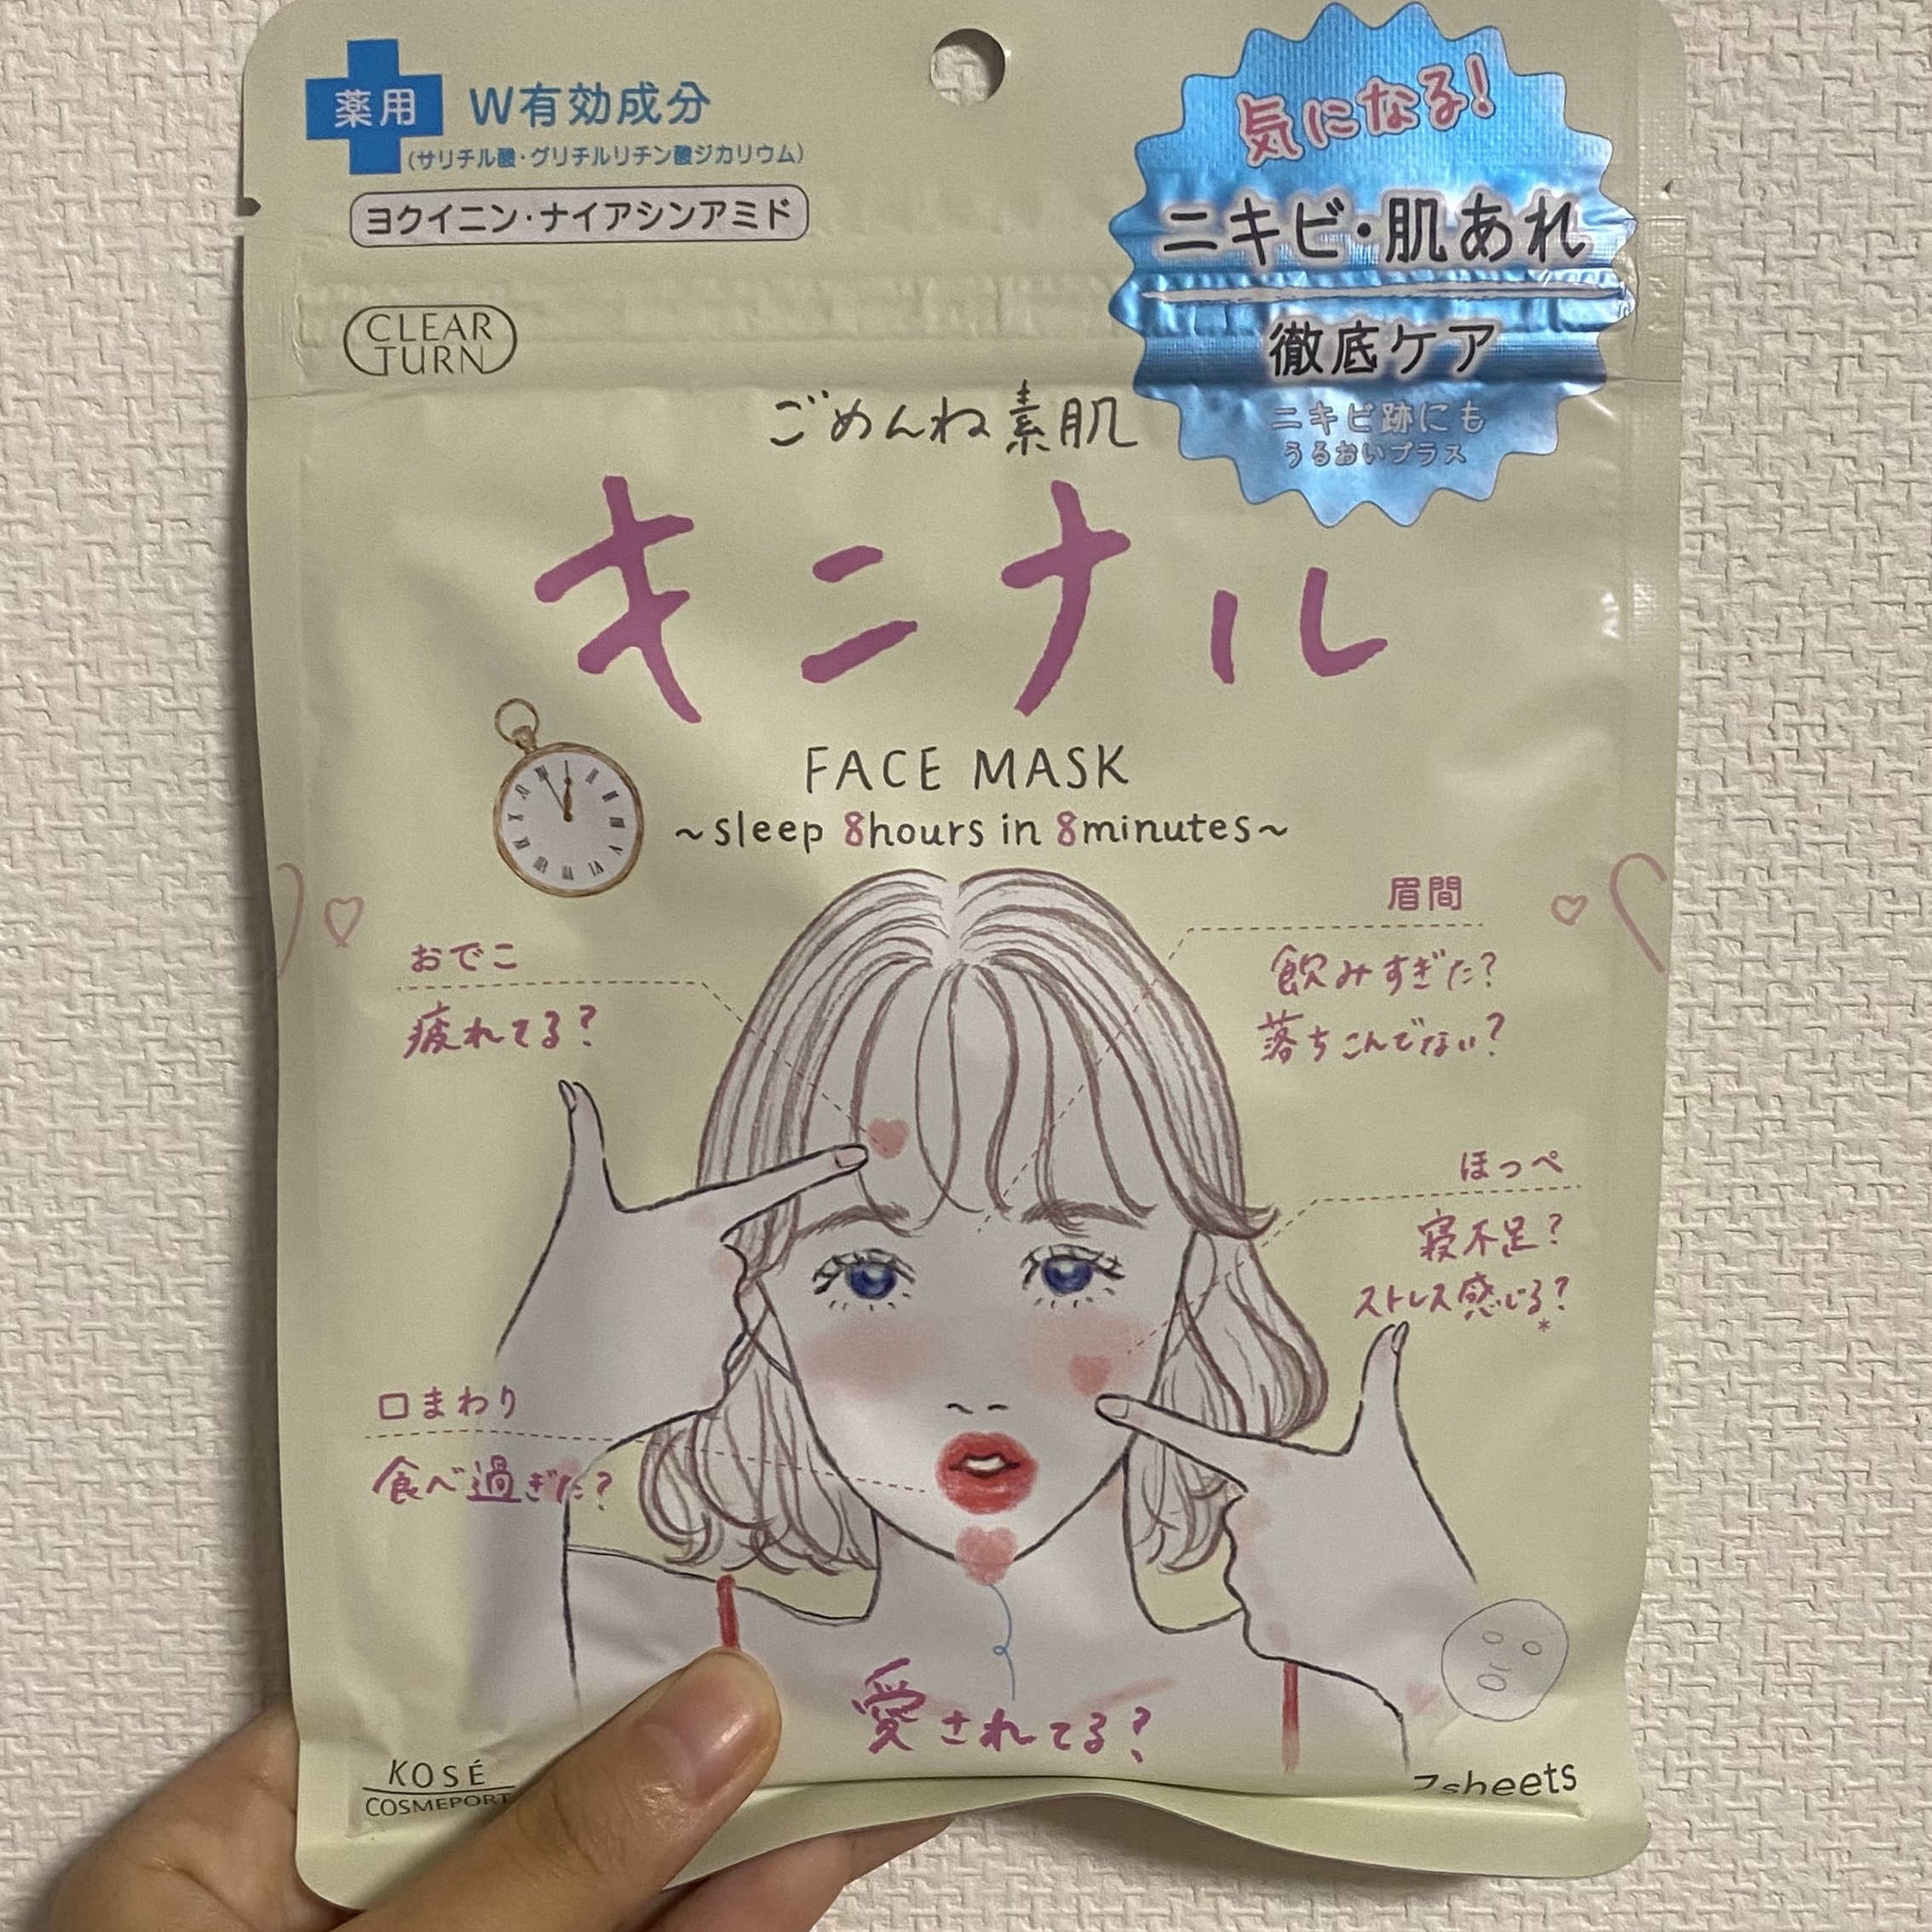 薬用
W有効成分
(サリチル酸・グリチルリチン酸ジカリウム)
ヨクイニン・ナイアシンアミド
気になる!
ニキビ・肌あれ
徹底ケア
ニキビ跡にも
うるおいプラス
CLEAR
TURN
ごめんね素肌
キニナル
FACE MASK
~sleep 8hours in 8minutes~
おでこ
疲れてる?
眉間
飲みすぎた?
落ちこんでない?
ほっぺ
寝不足?
ストレス感じる?
*
口まわり
食べ過ぎた?
愛されてる?
KOSÉ
COSMEPORT
7sheets